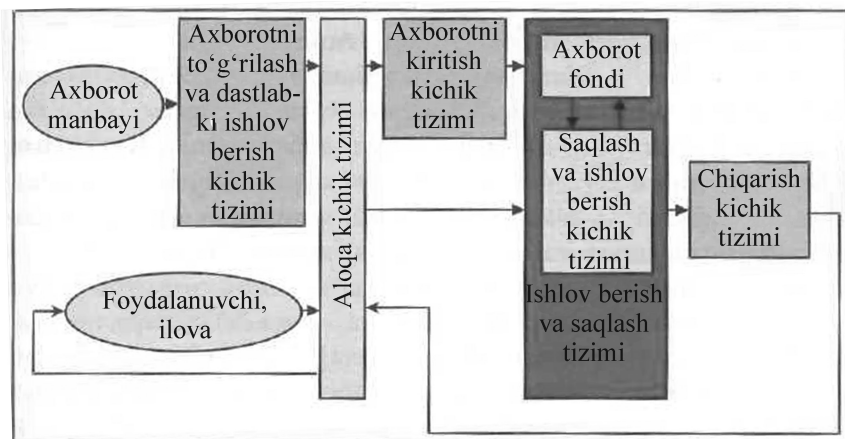 Axborot
manbayi
Axborotni
to‘g‘rilash
va dastlab-
ki ishlov
berish
kichik
tizimi
Aloqa kichik tizimi
Axborotni
kiritish
kichik
tizimi
Axborot
fondi
Saqlash
va ishlov
berish
kichik
tizimi
Ishlov berish
va saqlash
tizimi
Chiqarish
kichik
tizimi
Foydalanuvchi,
ilova